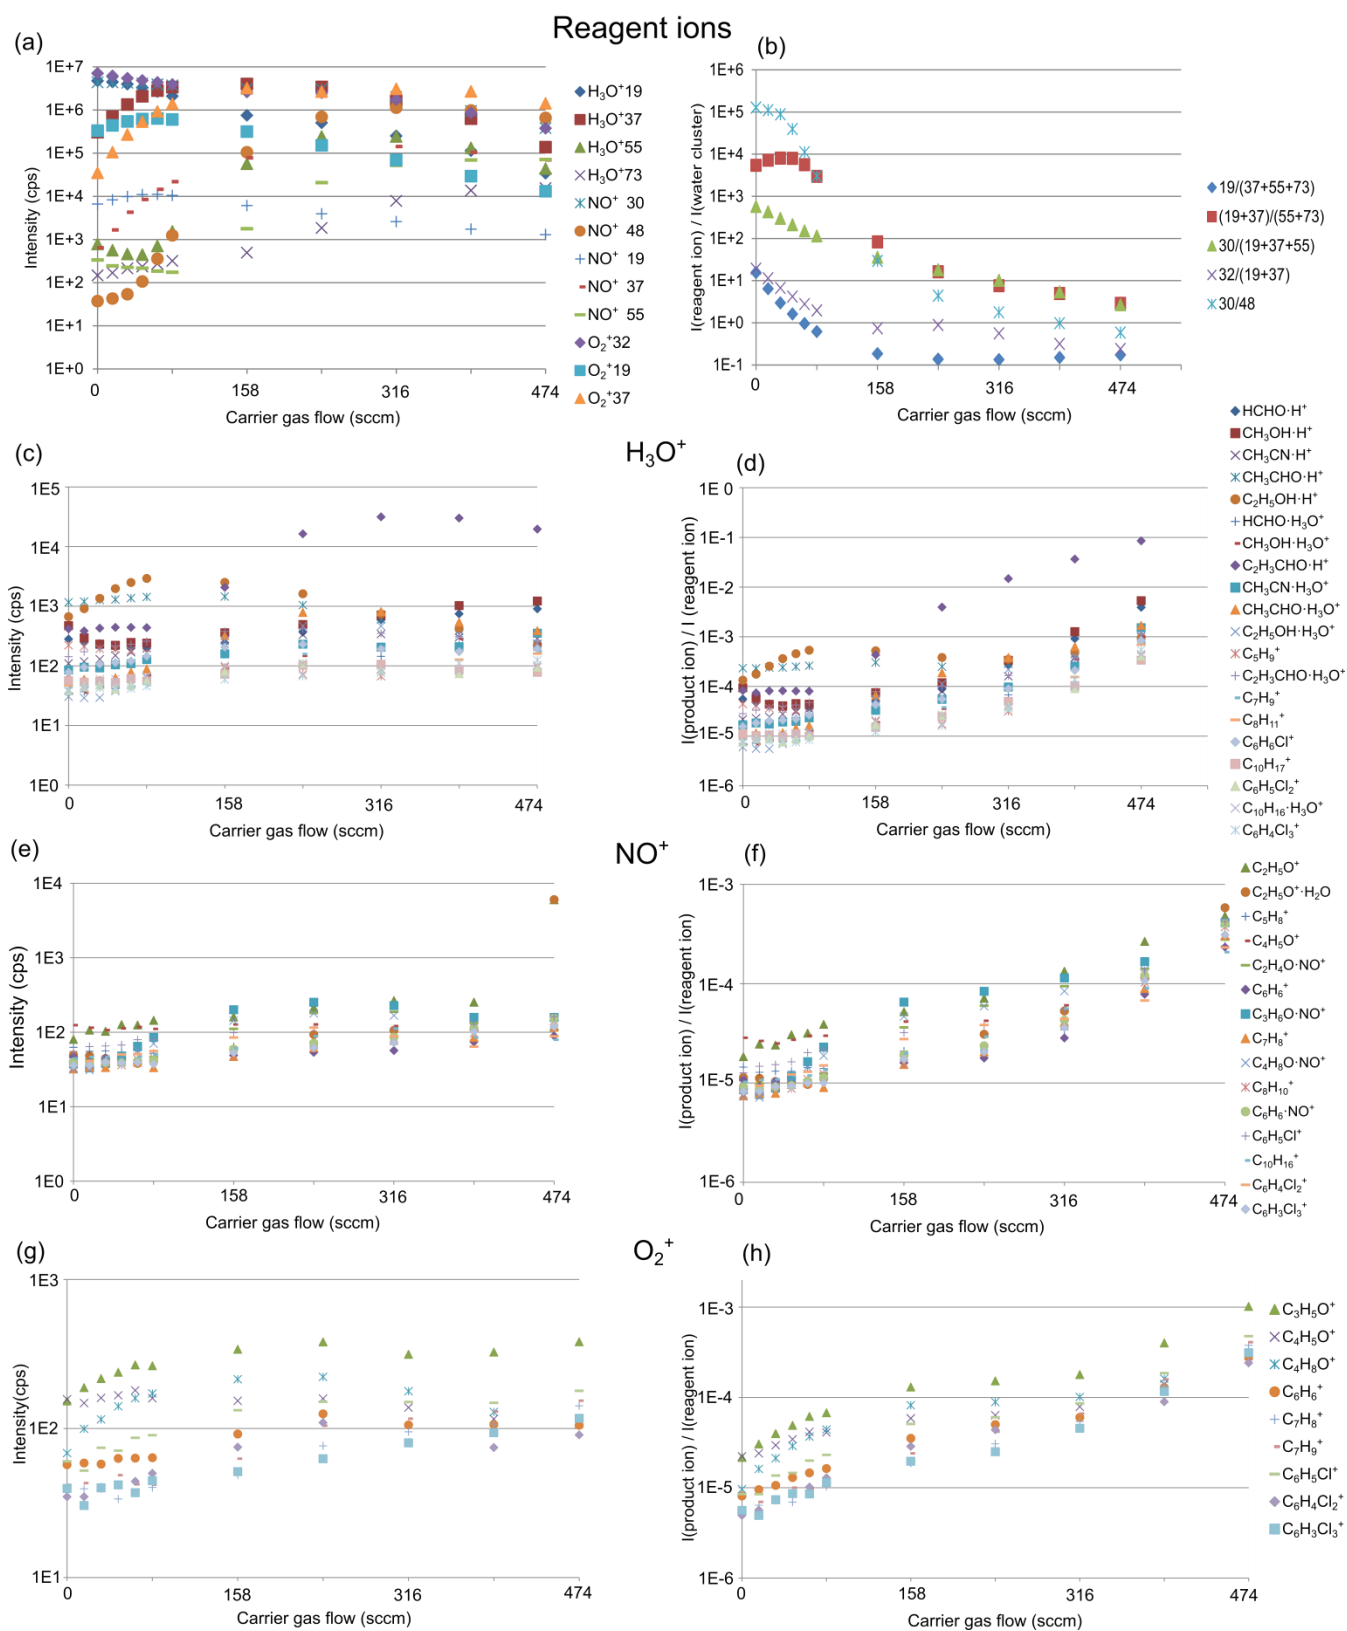 Reagent ions
(a)
1E+7
1E+6
1E+5
1E+4
1E+3
1E+2
1E+1
1E+0
Intensity (cps)
0 158 316 474
Carrier gas flow (sccm)
H₃O⁺19
H₃O⁺37
H₃O⁺55
H₃O⁺73
NO⁺ 30
NO⁺ 48
NO⁺ 19
NO⁺ 37
NO⁺ 55
O₂⁺32
O₂⁺19
O₂⁺37
(b)
1E+6
1E+5
1E+4
1E+3
1E+2
1E+1
1E+0
1E-1
I(reagent ion) / I(water cluster)
0 158 316 474
Carrier gas flow (sccm)
19/(37+55+73)
(19+37)/(55+73)
30/(19+37+55)
32/(19+37)
30/48
H₃O⁺
(c)
1E5
1E4
1E3
1E2
1E1
1E0
Intensity (cps)
0 158 316 474
Carrier gas flow (sccm)
(d)
1E 0
1E-1
1E-2
1E-3
1E-4
1E-5
1E-6
I(product ion) / I (reagent ion)
0 158 316 474
Carrier gas flow (sccm)
HCHO·H⁺
CH₃OH·H⁺
CH₃CN·H⁺
CH₃CHO·H⁺
C₂H₅OH·H⁺
HCHO·H₃O⁺
CH₃OH·H₃O⁺
C₂H₃CHO·H⁺
CH₃CN·H₃O⁺
CH₃CHO·H₃O⁺
C₂H₅OH·H₃O⁺
C₅H₉⁺
C₂H₃CHO·H₃O⁺
C₇H₉⁺
C₈H₁₁⁺
C₆H₆Cl⁺
C₁₀H₁₇⁺
C₆H₅Cl₂⁺
C₁₀H₁₆·H₃O⁺
C₆H₄Cl₃⁺
NO⁺
(e)
1E4
1E3
1E2
1E1
1E0
Intensity (cps)
0 158 316 474
Carrier gas flow (sccm)
(f)
1E-3
1E-4
1E-5
1E-6
I(product ion) / I(reagent ion)
0 158 316 474
Carrier gas flow (sccm)
C₂H₅O⁺
C₂H₅O⁺·H₂O
C₅H₈⁺
C₄H₅O⁺
C₂H₄O·NO⁺
C₆H₆⁺
C₃H₆O·NO⁺
C₇H₈⁺
C₄H₈O·NO⁺
C₈H₁₀⁺
C₆H₆·NO⁺
C₆H₅Cl⁺
C₁₀H₁₆⁺
C₆H₄Cl₂⁺
C₆H₃Cl₃⁺
O₂⁺
(g)
1E3
1E2
1E1
Intensity(cps)
0 158 316 474
Carrier gas flow (sccm)
(h)
1E-3
1E-4
1E-5
1E-6
I(product ion) / I(reagent ion)
0 158 316 474
Carrier gas flow (sccm)
C₃H₅O⁺
C₄H₅O⁺
C₄H₈O⁺
C₆H₆⁺
C₇H₈⁺
C₇H₉⁺
C₆H₅Cl⁺
C₆H₄Cl₂⁺
C₆H₃Cl₃⁺